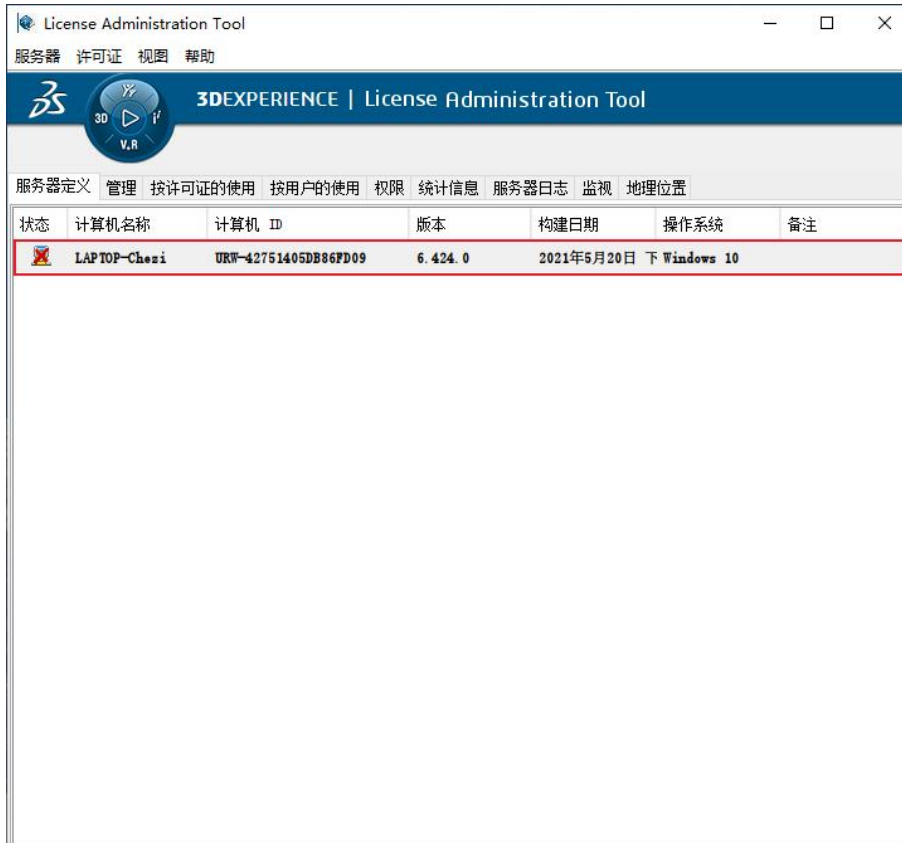 License Administration Tool
服务器 许可证 视图 帮助
3DEXPERIENCE | License Administration Tool
3D V.R
服务器定义 管理 按许可证的使用 按用户的使用 权限 统计信息 服务器日志 监视 地理位置
状态 计算机名称 计算机 ID 版本 构建日期 操作系统 备注
LAPTOP-Chezi URW-42751405DB86FD09 6.424.0 2021年5月20日 下 Windows 10